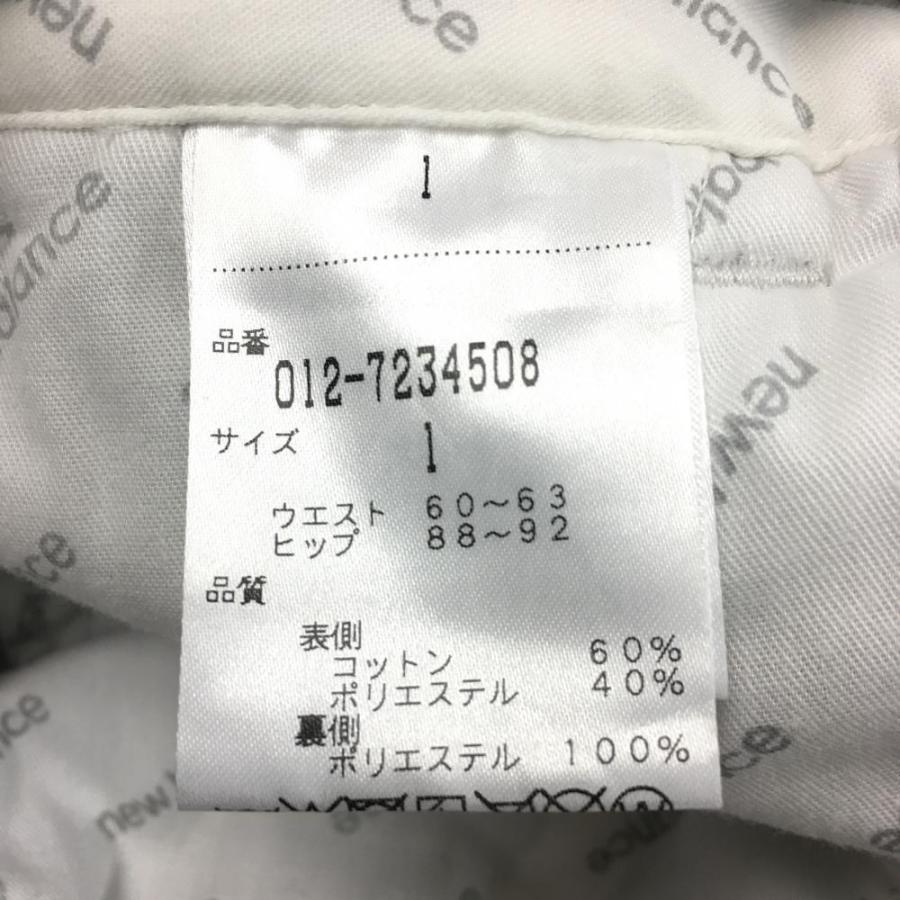 new balance
1
品番
012-7234508
サイズ 1
ウエスト 60～63
ヒップ 88～92
品質
表側
コットン 60%
ポリエステル 40%
裏側
ポリエステル 100%